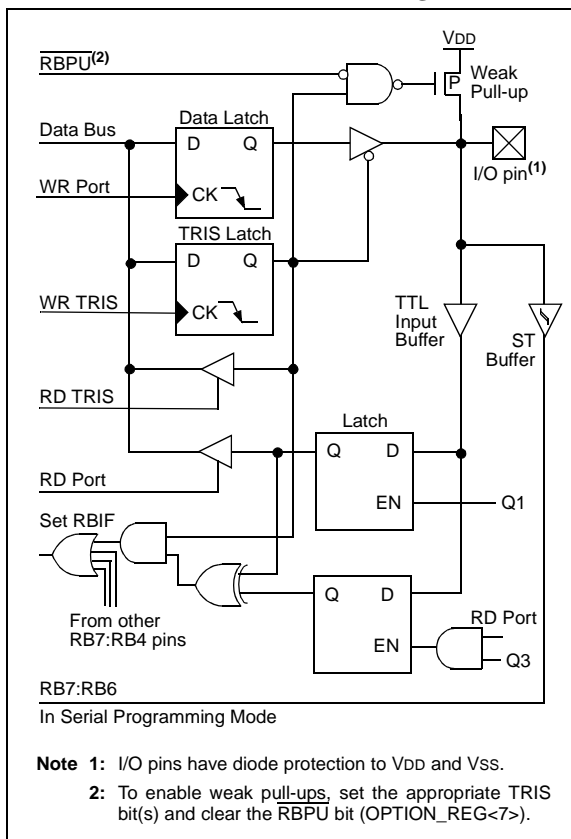 VDD
RBPU(2)
P
Weak
Pull-up
Data Bus
Data Latch
D Q
I/O pin(1)
WR Port
CK
TRIS Latch
D Q
WR TRIS
CK
TTL
Input
Buffer
ST
Buffer
RD TRIS
Latch
Q D
RD Port
EN
Q1
Set RBIF
Q D
RD Port
From other
RB7:RB4 pins
EN
Q3
RB7:RB6
In Serial Programming Mode
Note 1: I/O pins have diode protection to VDD and VSS.
2: To enable weak pull-ups, set the appropriate TRIS
bit(s) and clear the RBPU bit (OPTION_REG<7>).